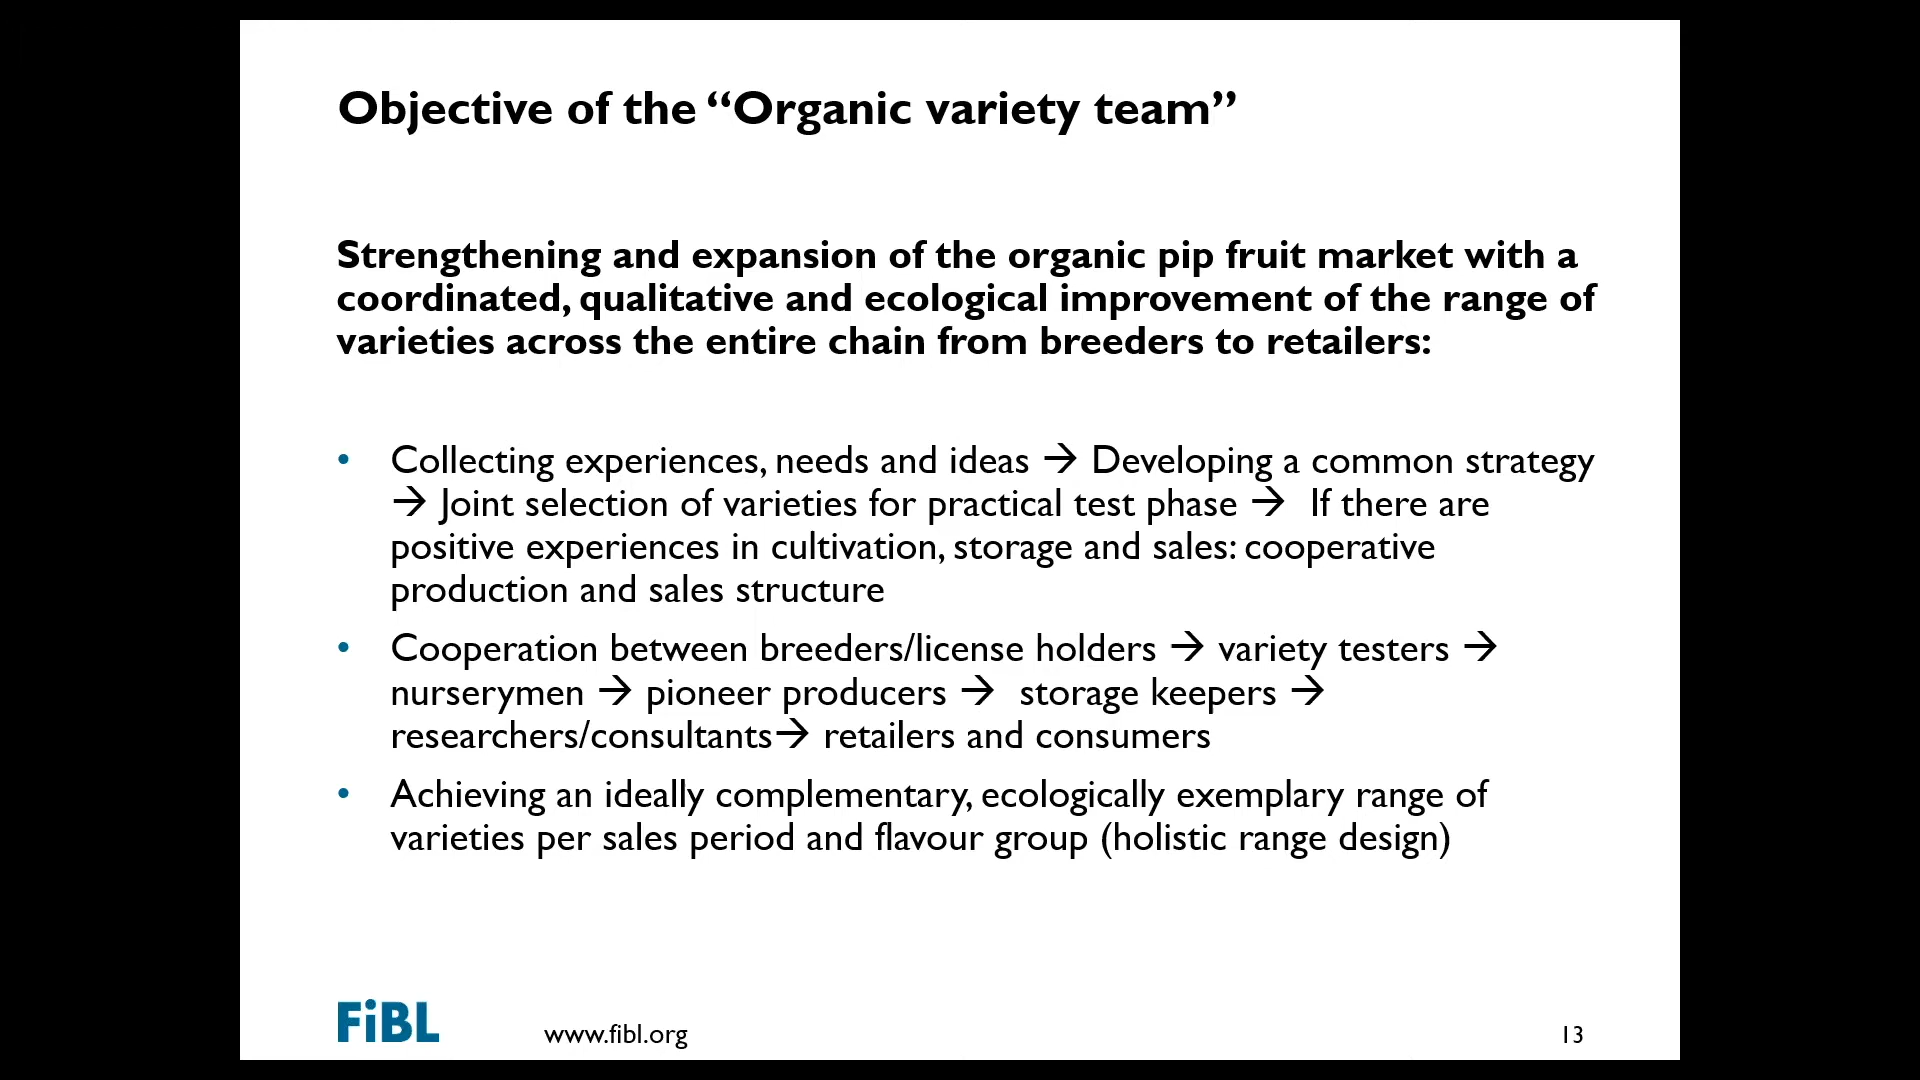 Objective of the “Organic variety team”
Strengthening and expansion of the organic pip fruit market with a
coordinated, qualitative and ecological improvement of the range of
varieties across the entire chain from breeders to retailers:
• Collecting experiences, needs and ideas → Developing a common strategy
→ Joint selection of varieties for practical test phase → If there are
positive experiences in cultivation, storage and sales: cooperative
production and sales structure
• Cooperation between breeders/license holders → variety testers →
nurserymen → pioneer producers → storage keepers →
researchers/consultants→ retailers and consumers
• Achieving an ideally complementary, ecologically exemplary range of
varieties per sales period and flavour group (holistic range design)
FiBL
www.fibl.org
13